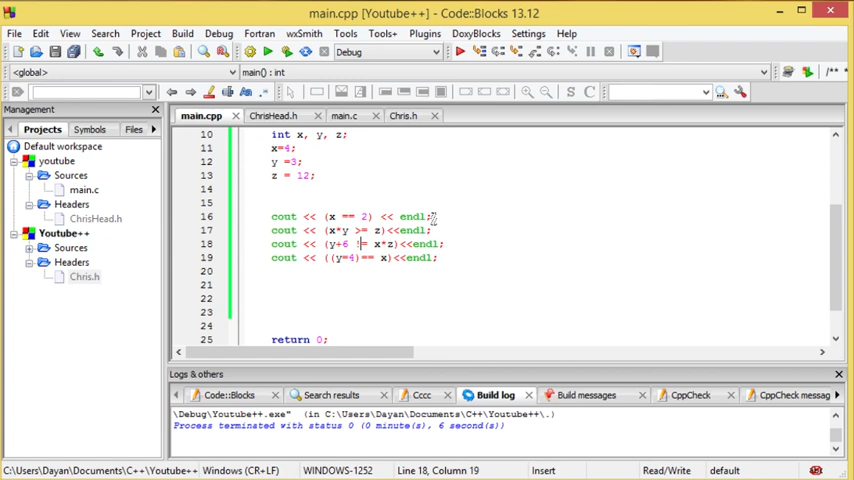 main.cpp [Youtube++] - Code::Blocks 13.12
File Edit View Search Project Build Debug Fortran wxSmith Tools Tools+ Plugins DoxyBlocks Settings Help
Debug
<global> main() : int /**
Aa .* S C
Management
Projects Symbols Files
main.cpp ChrisHead.h main.c Chris.h
Default workspace
youtube
Sources
main.c
Headers
ChrisHead.h
Youtube++
Sources
Headers
Chris.h
10 int x, y, z;
11 x=4;
12 y =3;
13 z = 12;
14
15
16 cout << (x == 2) << endl;
17 cout << (x*y >= z)<<endl;
18 cout << (y+6 != x*z)<<endl;
19 cout << ((y=4)== x)<<endl;
20
21
22
23
24
25 return 0;
Logs & others
Code::Blocks Search results Cccc Build log Build messages CppCheck CppCheck messag
\Debug\Youtube++.exe" (in C:\Users\Dayan\Documents\C++\Youtube++\.)
Process terminated with status 0 (0 minute(s), 6 second(s))
C:\Users\Dayan\Documents\C++\Youtube++ Windows (CR+LF) WINDOWS-1252 Line 18, Column 19 Insert Read/Write default